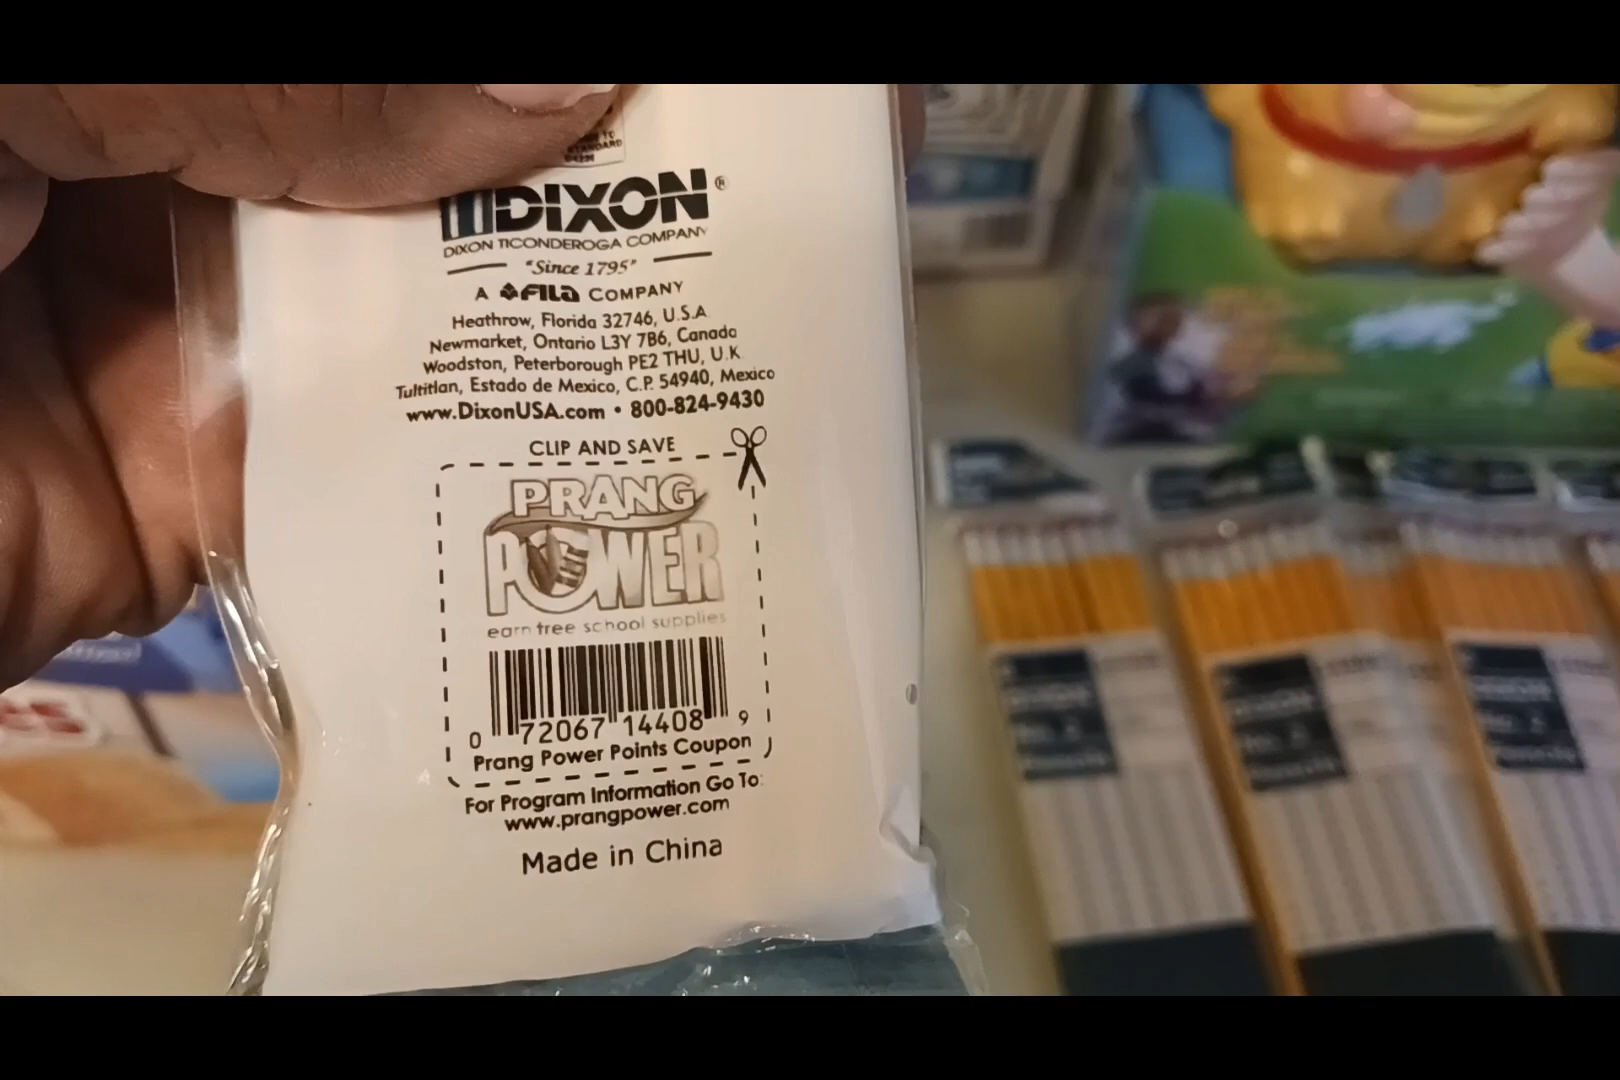 STANDARD
DIXON®
DIXON TICONDEROGA COMPANY
"Since 1795"
A FILA COMPANY
Heathrow, Florida 32746, U.S.A
Newmarket, Ontario L3Y 7B6, Canada
Woodston, Peterborough PE2 THU, U.K.
Tultitlan, Estado de Mexico, C.P. 54940, Mexico
www.DixonUSA.com • 800-824-9430
CLIP AND SAVE
PRANG
POWER
earn free school supplies
0 72067 14408 9
Prang Power Points Coupon
For Program Information Go To:
www.prangpower.com
Made in China